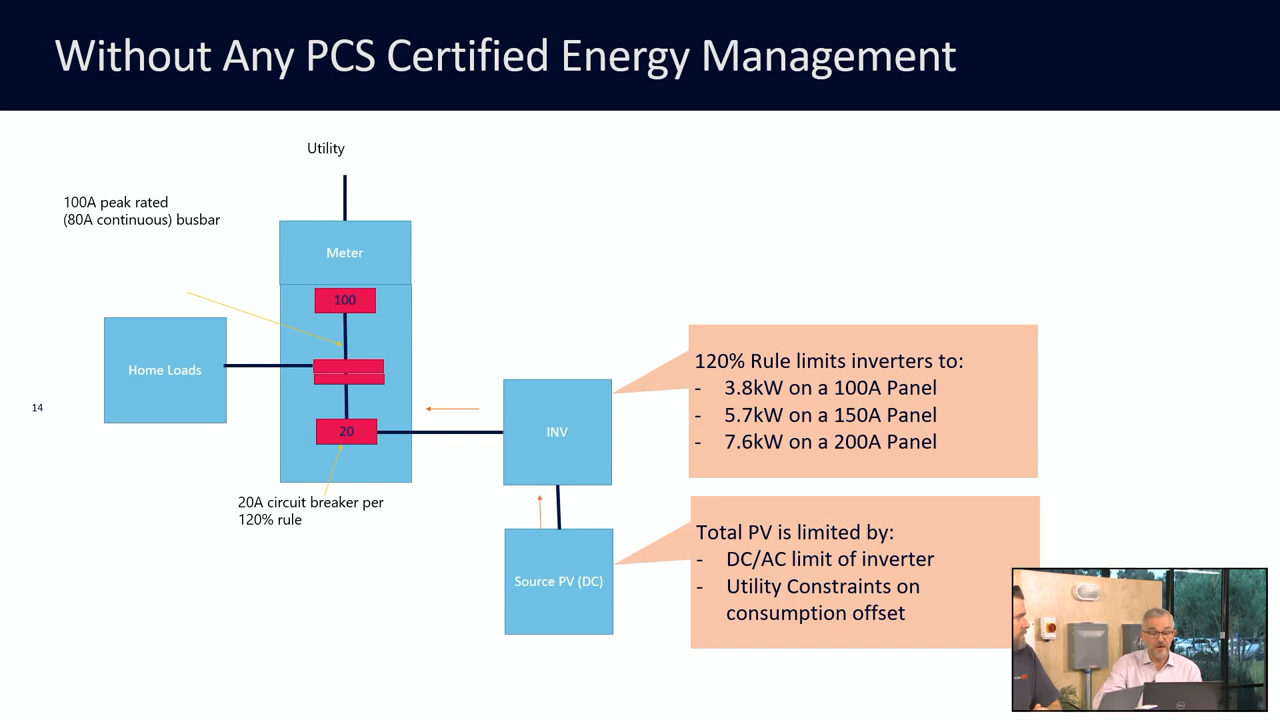 Without Any PCS Certified Energy Management
Utility
100A peak rated
(80A continuous) busbar
Meter
100
Home Loads
120% Rule limits inverters to:
- 3.8kW on a 100A Panel
- 5.7kW on a 150A Panel
- 7.6kW on a 200A Panel
14
20
INV
20A circuit breaker per
120% rule
Source PV (DC)
Total PV is limited by:
- DC/AC limit of inverter
- Utility Constraints on
consumption offset